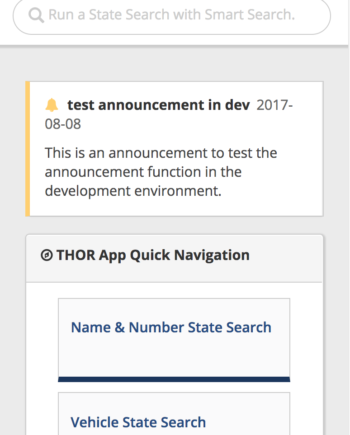 Run a State Search with Smart Search.
test announcement in dev 2017-
08-08
This is an announcement to test the
announcement function in the
development environment.
THOR App Quick Navigation
Name & Number State Search
Vehicle State Search